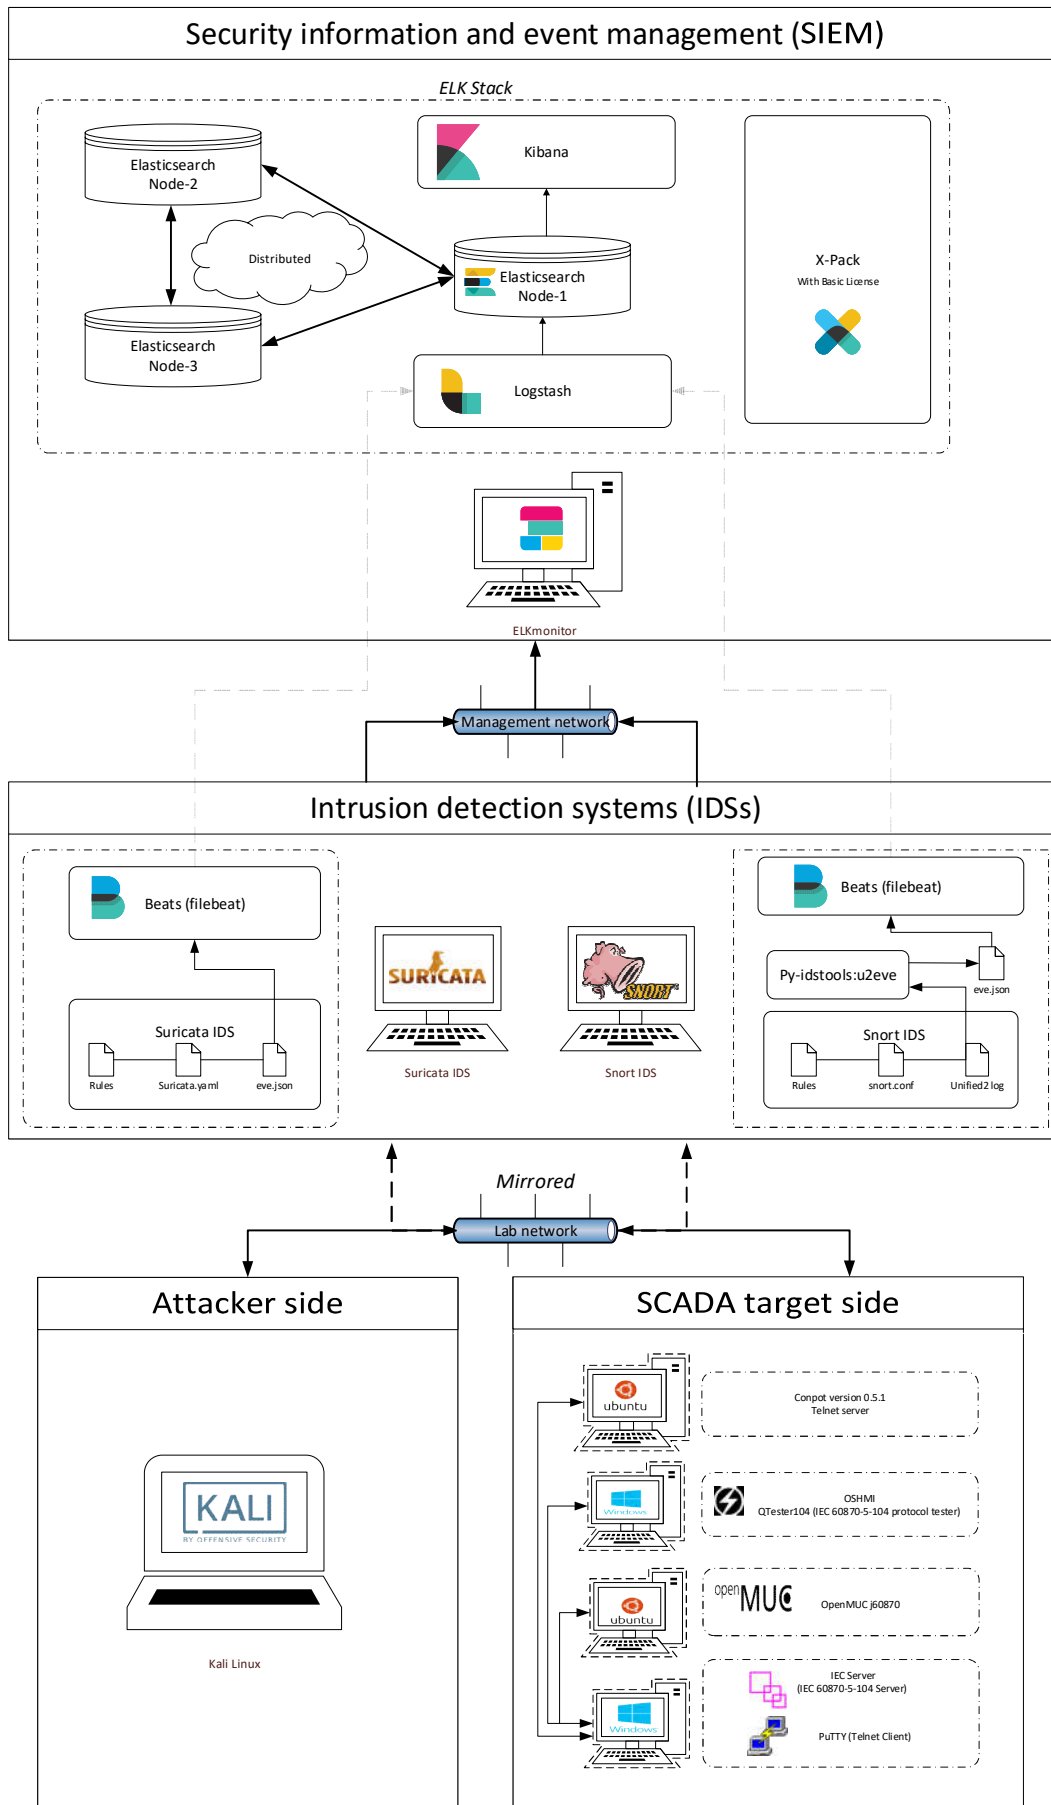 Security information and event management (SIEM)
ELK Stack
Elasticsearch
Node-2
Kibana
Distributed
Elasticsearch
Node-1
X-Pack
With Basic License
Elasticsearch
Node-3
Logstash
ELKmonitor
Management network
Intrusion detection systems (IDSs)
Beats (filebeat)
Suricata IDS
Rules
Suricata.yaml
eve.json
SURICATA
Suricata IDS
SNORT
Snort IDS
Beats (filebeat)
Py-idstools:u2eve
eve.json
Snort IDS
Rules
snort.conf
Unified2 log
Mirrored
Lab network
Attacker side
KALI
BY OFFENSIVE SECURITY
Kali Linux
SCADA target side
ubuntu
Conpot version 0.5.1
Telnet server
Windows
OSHMI
QTester104 (IEC 60870-5-104 protocol tester)
ubuntu
openMUC
OpenMUC j60870
Windows
IEC Server
(IEC 60870-5-104 Server)
PuTTY (Telnet Client)